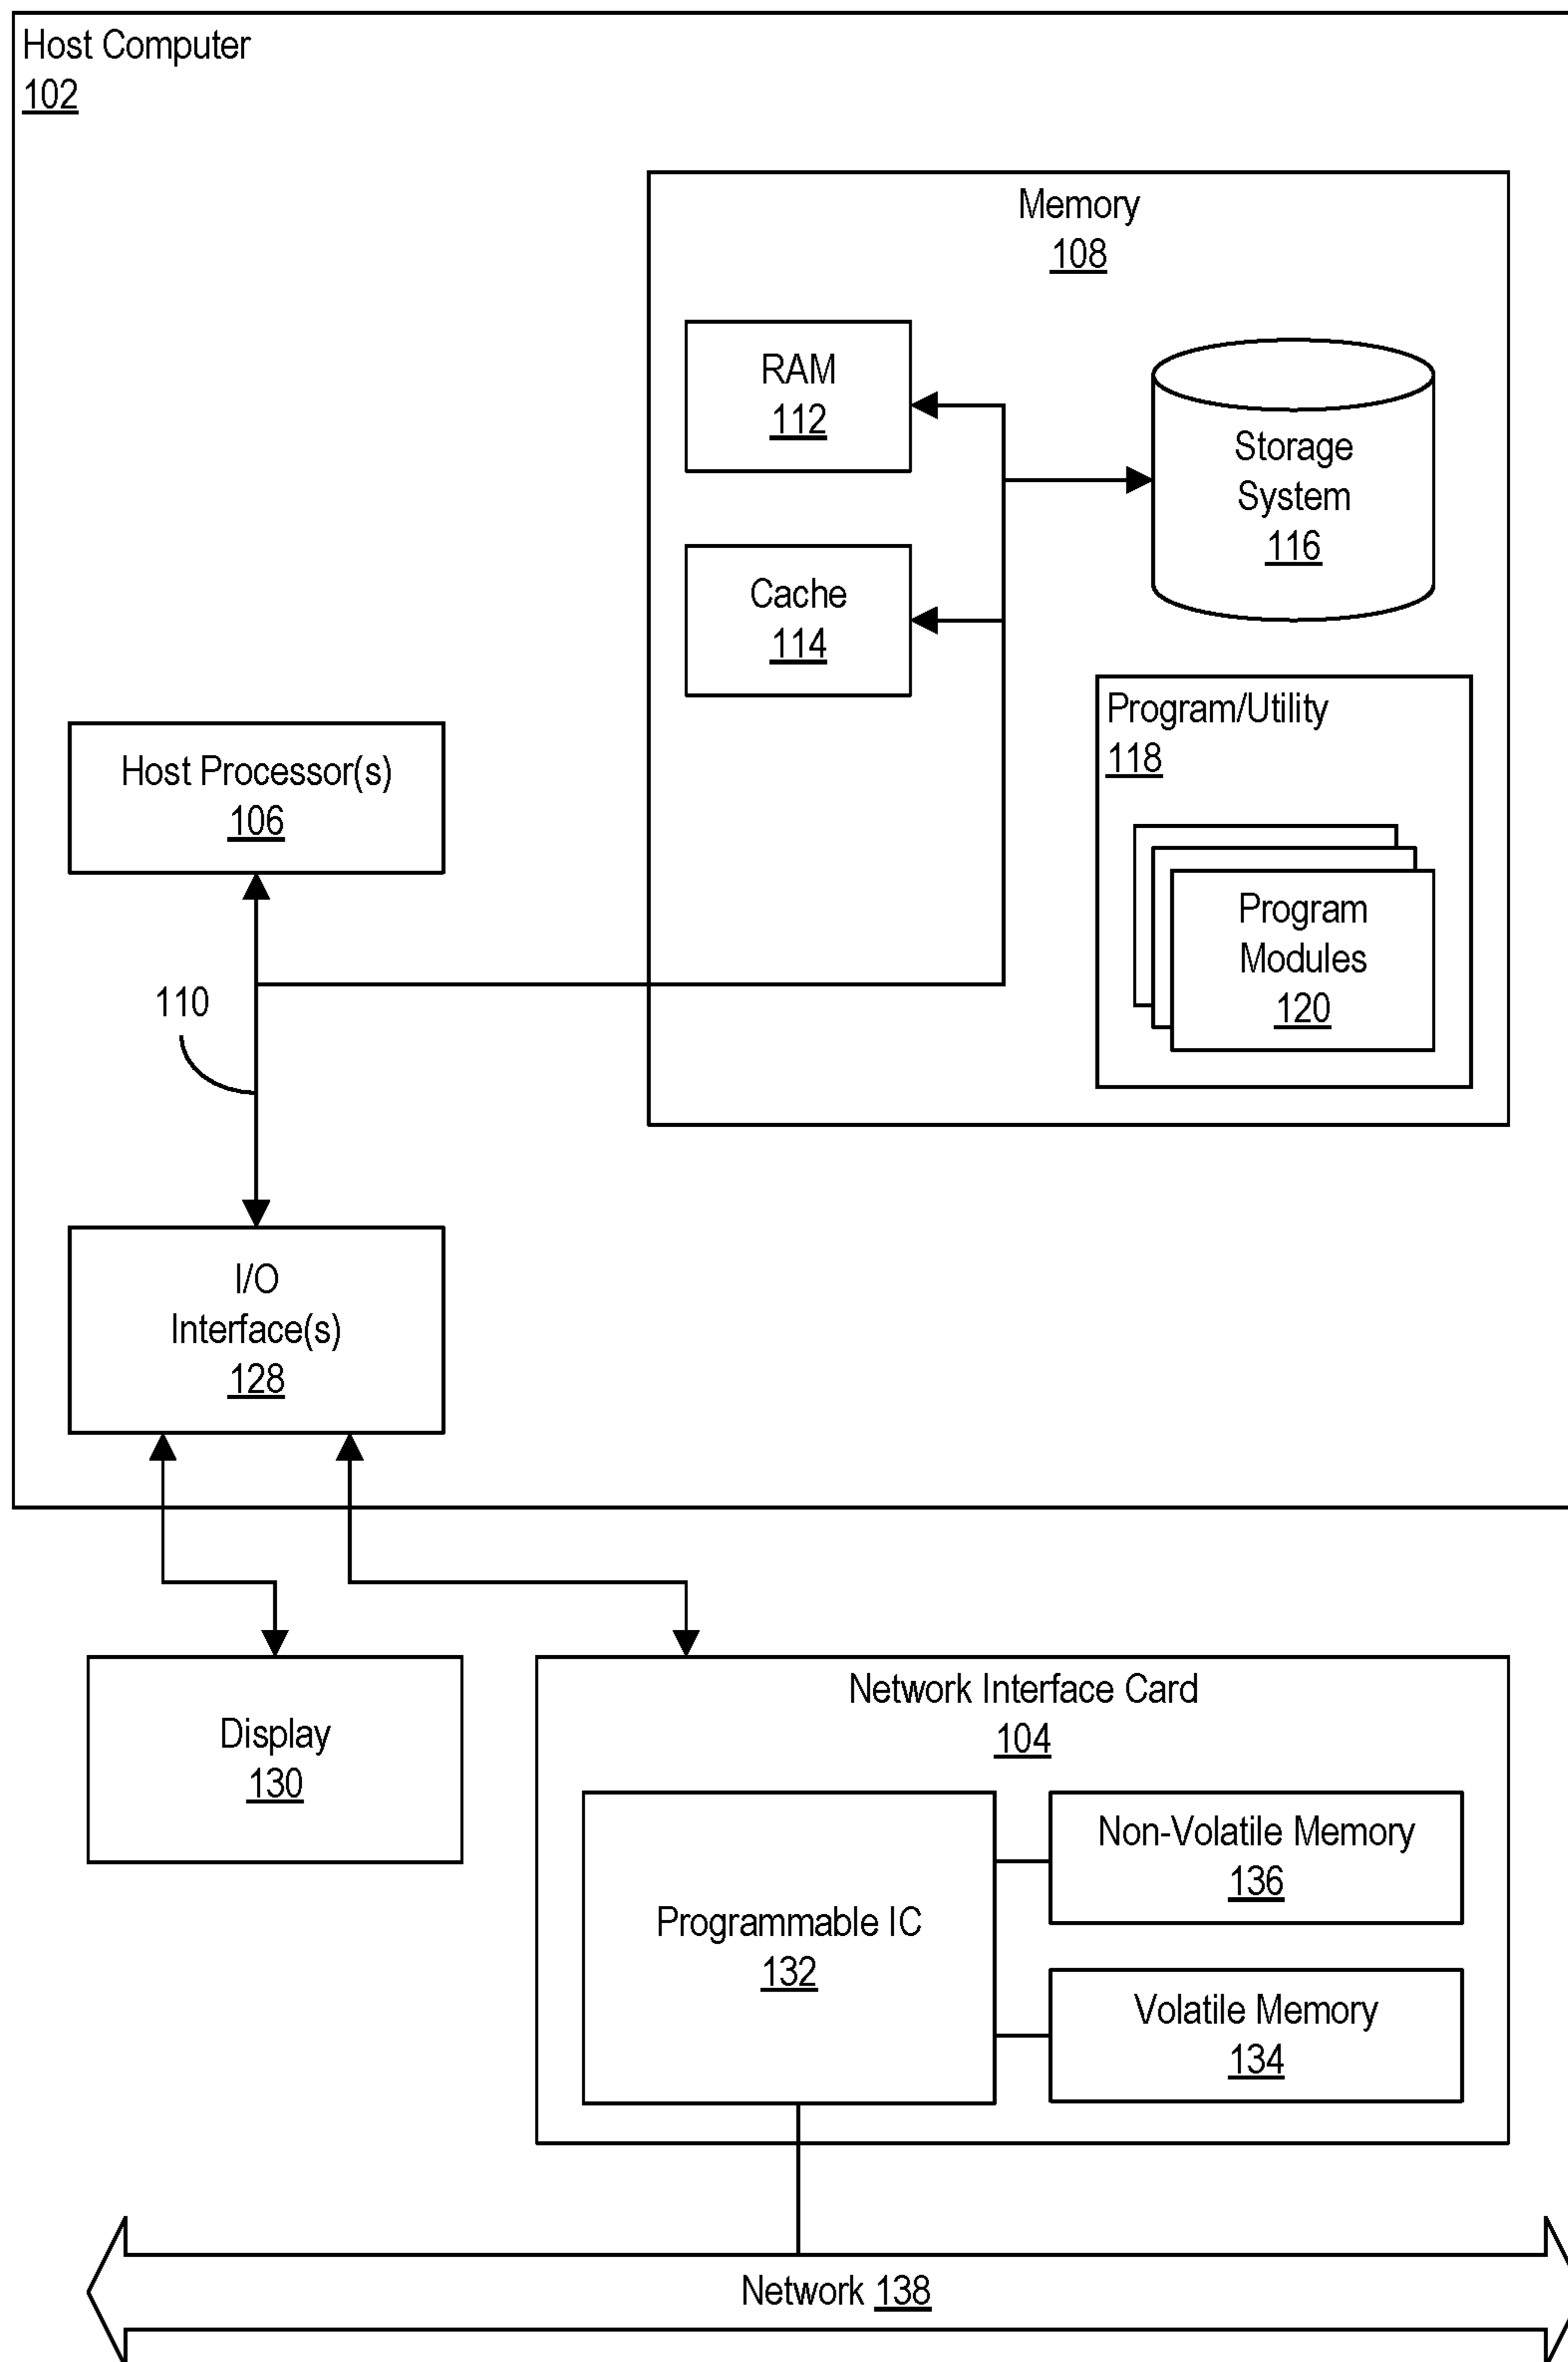 Host Computer
102
Memory
108
RAM
112
Storage
System
116
Cache
114
Program/Utility
118
Host Processor(s)
106
Program
Modules
120
110
I/O
Interface(s)
128
Network Interface Card
104
Display
130
Non-Volatile Memory
136
Programmable IC
132
Volatile Memory
134
Network 138